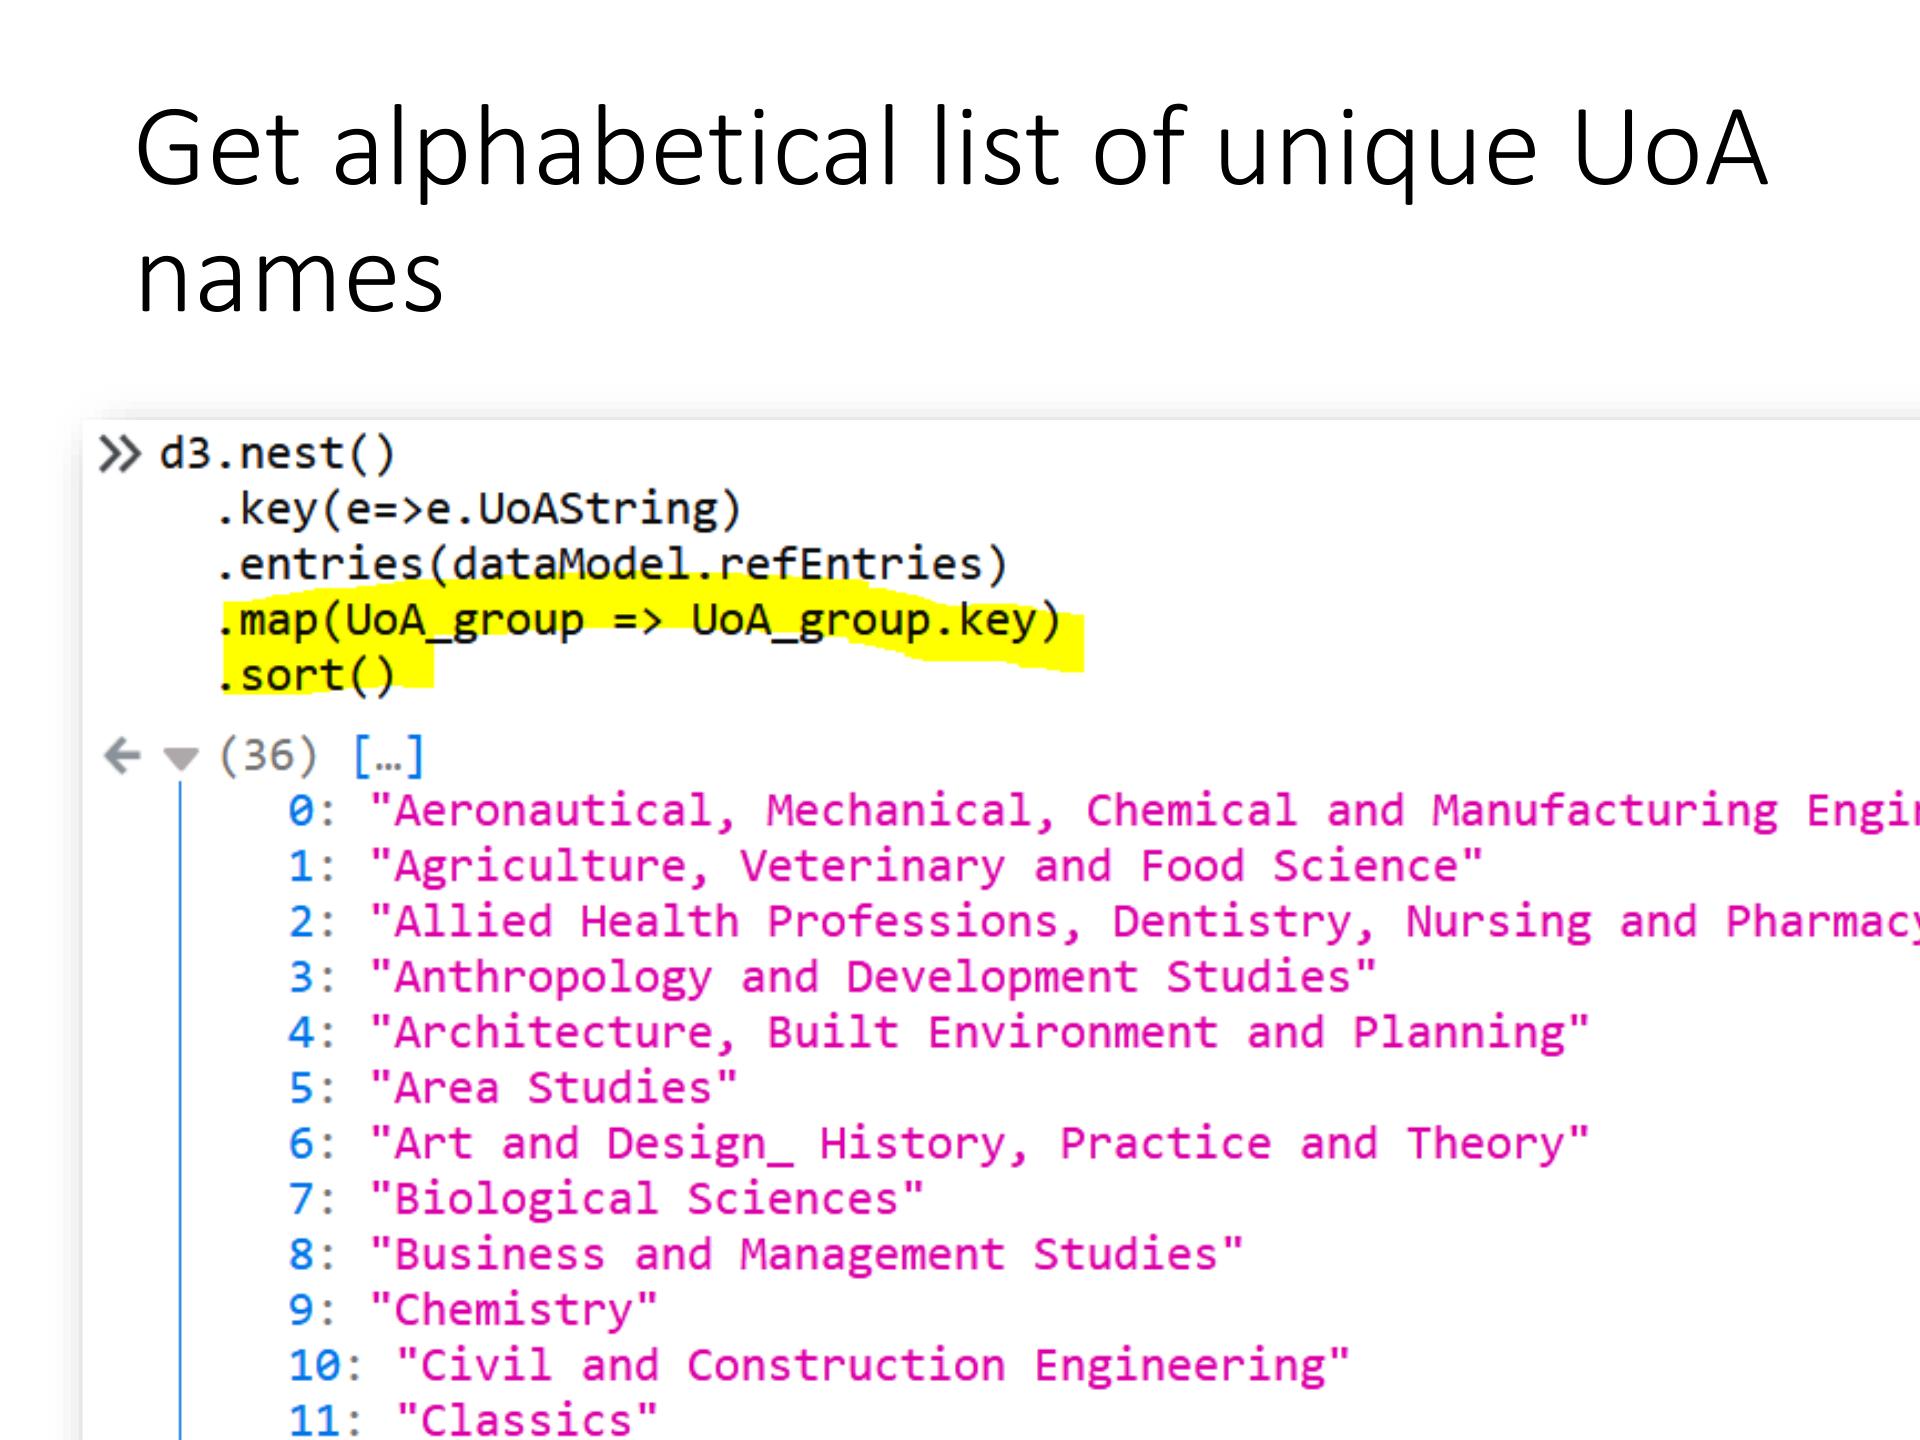 Get alphabetical list of unique UoA
names
» d3.nest()
.key(e=>e.UoAString)
.entries(dataModel.refEntries)
.map(UoA_group => UoA_group.key)
.sort()
(36) […]
0: "Aeronautical, Mechanical, Chemical and Manufacturing
1: "Agriculture, Veterinary and Food Science"
2: "Allied Health Professions, Dentistry, Nursing and Pharmacy
3: "Anthropology and Development Studies"
4: "Architecture, Built Environment and Planning"
5: "Area Studies"
6: "Art and Design_ History, Practice and Theory"
7: "Biological Sciences"
8: "Business and Management Studies"
9: "Chemistry"
10: "Civil and Construction Engineering"
11: "Classics"